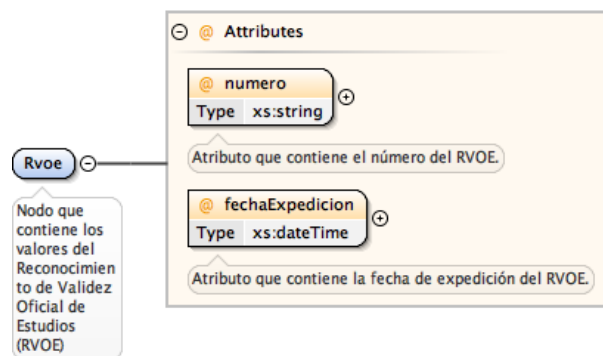 @ Attributes
@ numero
Type xs:string
Atributo que contiene el número del RVOE.
Rvoe
Nodo que
contiene los
valores del
Reconocimien
to de Validez
Oficial de
Estudios
(RVOE)
@ fechaExpedicion
Type xs:dateTime
Atributo que contiene la fecha de expedición del RVOE.